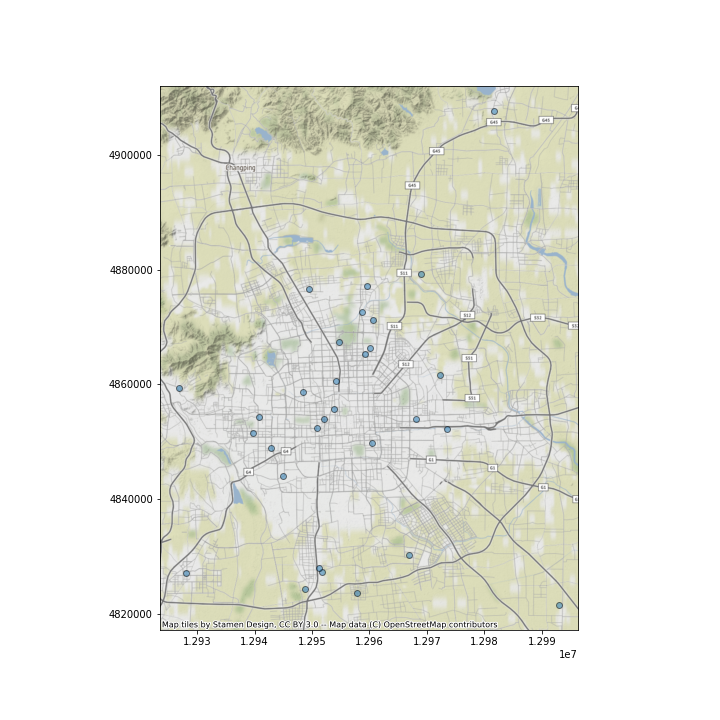 G45
G45
G45
4900000
Changping
G45
4880000
S11
S12
S32
S11
S12
S51
4860000
S51
G4
G1
G4
G1
4840000
G1
4820000
Map tiles by Stamen Design, CC BY 3.0 -- Map data (C) OpenStreetMap contributors
1.293 1.294 1.295 1.296 1.297 1.298 1.299
1e7